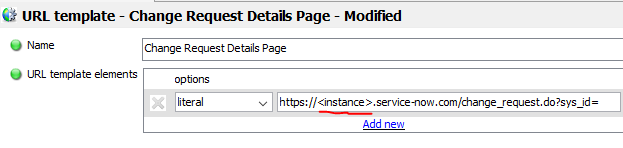 URL template - Change Request Details Page - Modified
Name
Change Request Details Page
URL template elements
options
literal
https://<instance>.service-now.com/change_request.do?sys_id=
Add new